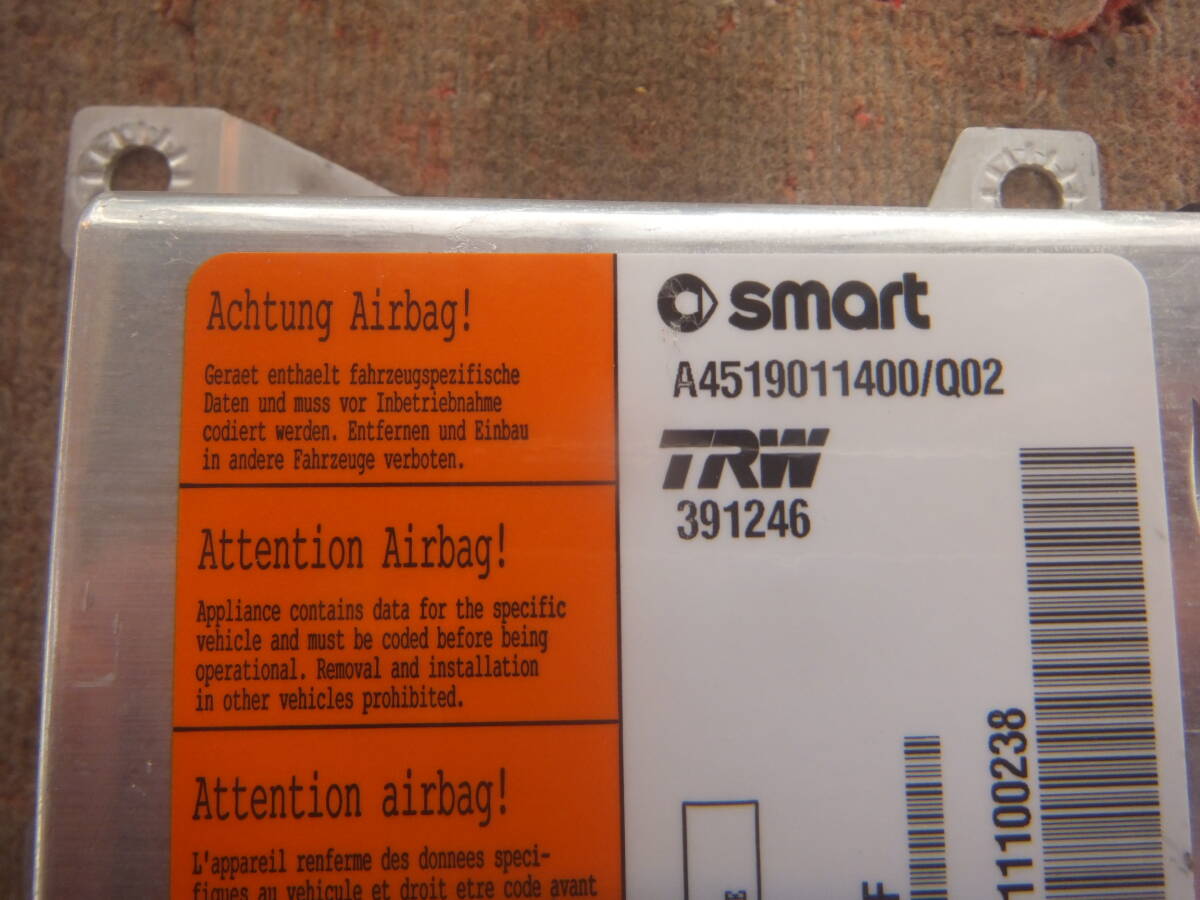 Achtung Airbag!
Geraet enthaelt fahrzeugspezifische
Daten und muss vor Inbetriebnahme
codiert werden. Entfernen und Einbau
in andere Fahrzeuge verboten.
Attention Airbag!
Appliance contains data for the specific
vehicle and must be coded before being
operational. Removal and installation
in other vehicles prohibited.
Attention airbag!
L'appareil renferme des donnees speci-
fiques au vehicule et droit etre code avant
smart
A4519011400/Q02
TRW
391246
11100238
F
E